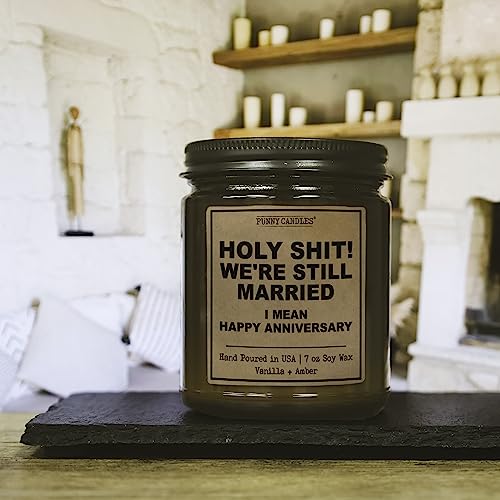 PUNNY CANDLES®
HOLY SHIT!
WE'RE STILL
MARRIED
I MEAN
HAPPY ANNIVERSARY
Hand Poured in USA | 7 oz Soy Wax
Vanilla + Amber